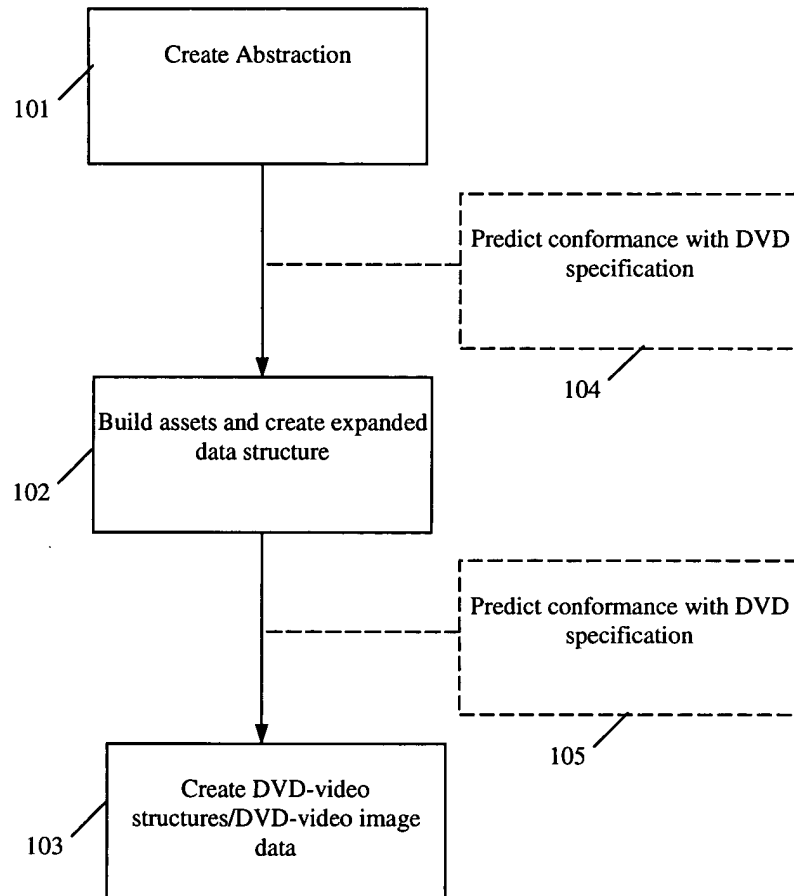 Create Abstraction
101
Predict conformance with DVD
specification
104
Build assets and create expanded
data structure
102
Predict conformance with DVD
specification
105
Create DVD-video
structures/DVD-video image
data
103